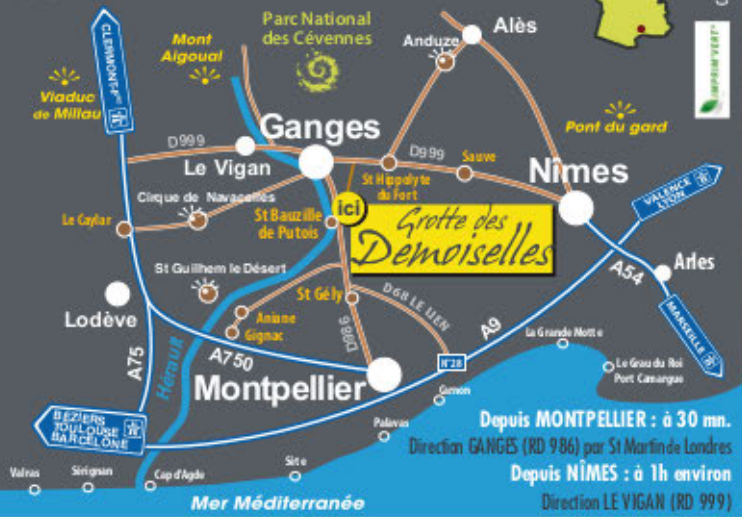 Parc National
des Cévennes
Alès
Anduze
IMPRIM'VERT®
Mont
Aigoual
CLERMONT-Fᵈ
Viaduc
de Millau
Pont du gard
D999
Ganges
Le Vigan
D999
Sauve
St Hippolyte
du Fort
Nîmes
VALENCE
LYON
Cirque de Navacelles
ici
Le Caylar
St Bauzille
de Putois
Grotte des
Demoiselles
St Guilhem le Désert
Arles
A54
St Gély
D68 LE LIEN
Lodève
Aniane
Gignac
D986
A9
MARSEILLE
La Grande Motte
A75
A750
N°28
Le Grau du Roi
Port Camargue
Hérault
Montpellier
Carnon
BEZIERS
TOULOUSE
BARCELONE
Palavas
Depuis MONTPELLIER : à 30 mn.
Direction GANGES (RD 986) par St Martin de Londres
Valras
Sérignan
Cap d'Agde
Sète
Depuis NÎMES : à 1h environ
Mer Méditerranée
Direction LE VIGAN (RD 999)